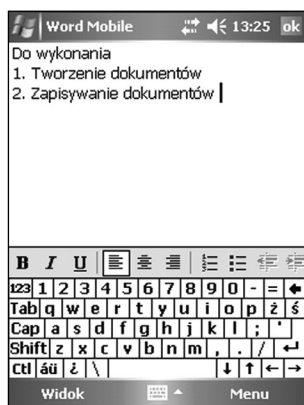 Word Mobile 13:25 ok
Do wykonania
1. Tworzenie dokumentów
2. Zapisywanie dokumentów
B I U
123 1 2 3 4 5 6 7 8 9 0 - =
Tab q w e r t y u i o p ż ś
Cap a s d f g h j k l ; '
Shift z x c v b n m , . /
Ctl áü ¿ \
Widok Menu